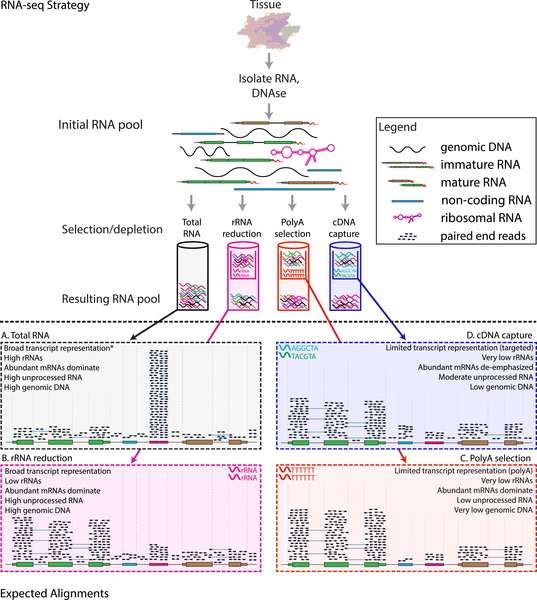 RNA-seq Strategy
Tissue
Isolate RNA,
DNAse
Initial RNA pool
Legend
genomic DNA
immature RNA
mature RNA
non-coding RNA
ribosomal RNA
paired end reads
Selection/depletion
Total
RNA
rRNA
reduction
PolyA
selection
cDNA
capture
rRNA
rRNA
TTTTTT
TTTTTT
AGGCTA
TACGTA
Resulting RNA pool
A. Total RNA
Broad transcript representation*
High rRNAs
Abundant mRNAs dominate
High unprocessed RNA
High genomic DNA
D. cDNA capture
AGGCTA
TACGTA
Limited transcript representation (targeted)
Very low rRNAs
Abundant mRNAs de-emphasized
Moderate unprocessed RNA
Low genomic DNA
B. rRNA reduction
Broad transcript representation
Low rRNAs
Abundant mRNAs dominate
High unprocessed RNA
High genomic DNA
rRNA
rRNA
C. PolyA selection
TTTTTT
TTTTTT
Limited transcript representation (polyA)
Very low rRNAs
Abundant mRNAs dominate
Low unprocessed RNA
Very low genomic DNA
Expected Alignments